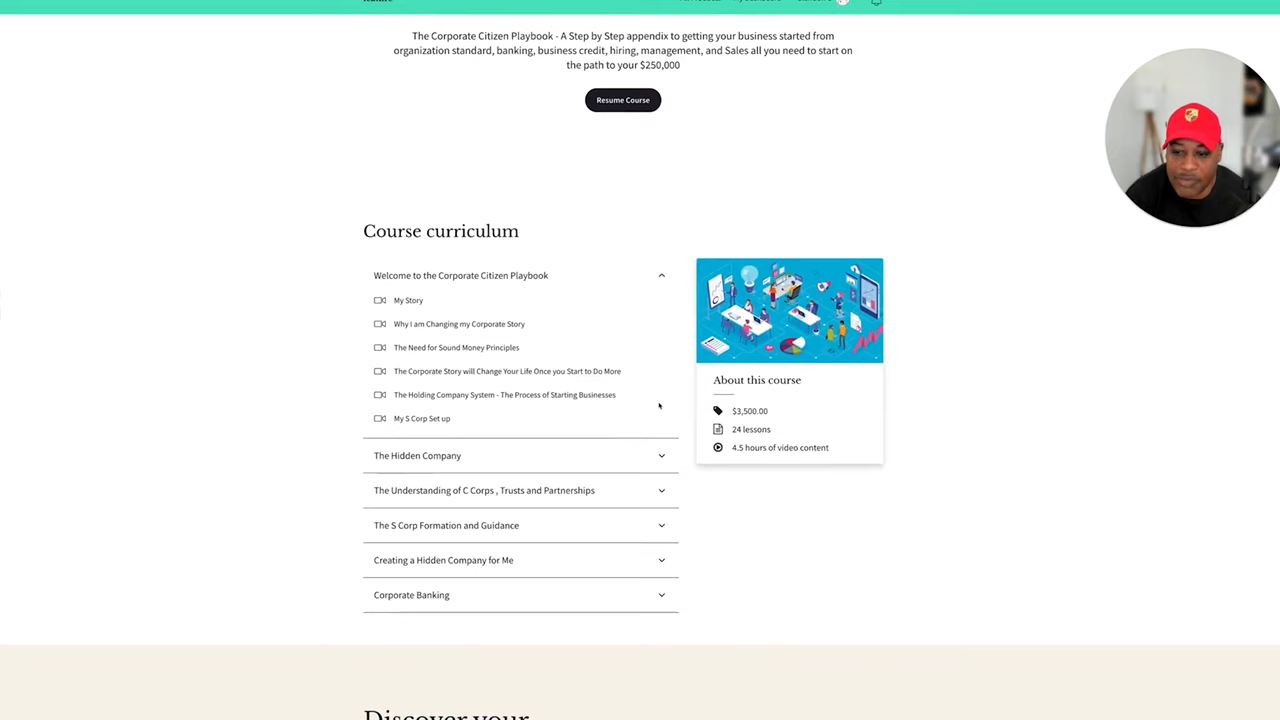 The Corporate Citizen Playbook - A Step by Step appendix to getting your business started from
organization standard, banking, business credit, hiring, management, and Sales all you need to start on
the path to your $250,000
Resume Course
Course curriculum
Welcome to the Corporate Citizen Playbook
My Story
Why I am Changing my Corporate Story
The Need for Sound Money Principles
The Corporate Story will Change Your Life Once you Start to Do More
The Holding Company System - The Process of Starting Businesses
My S Corp Set up
The Hidden Company
The Understanding of C Corps , Trusts and Partnerships
The S Corp Formation and Guidance
Creating a Hidden Company for Me
Corporate Banking
About this course
$3,500.00
24 lessons
4.5 hours of video content
Discover your